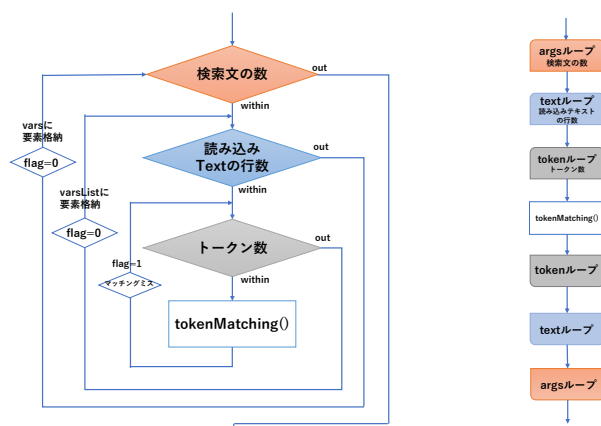 検索文の数
out
within
varsに
要素格納
flag=0
読み込み
Textの行数
out
within
varsListに
要素格納
flag=0
トークン数
out
within
flag=1
マッチングミス
tokenMatching()
argsループ
検索文の数
textループ
読み込みテキスト
の行数
tokenループ
トークン数
tokenMatching()
tokenループ
textループ
argsループ